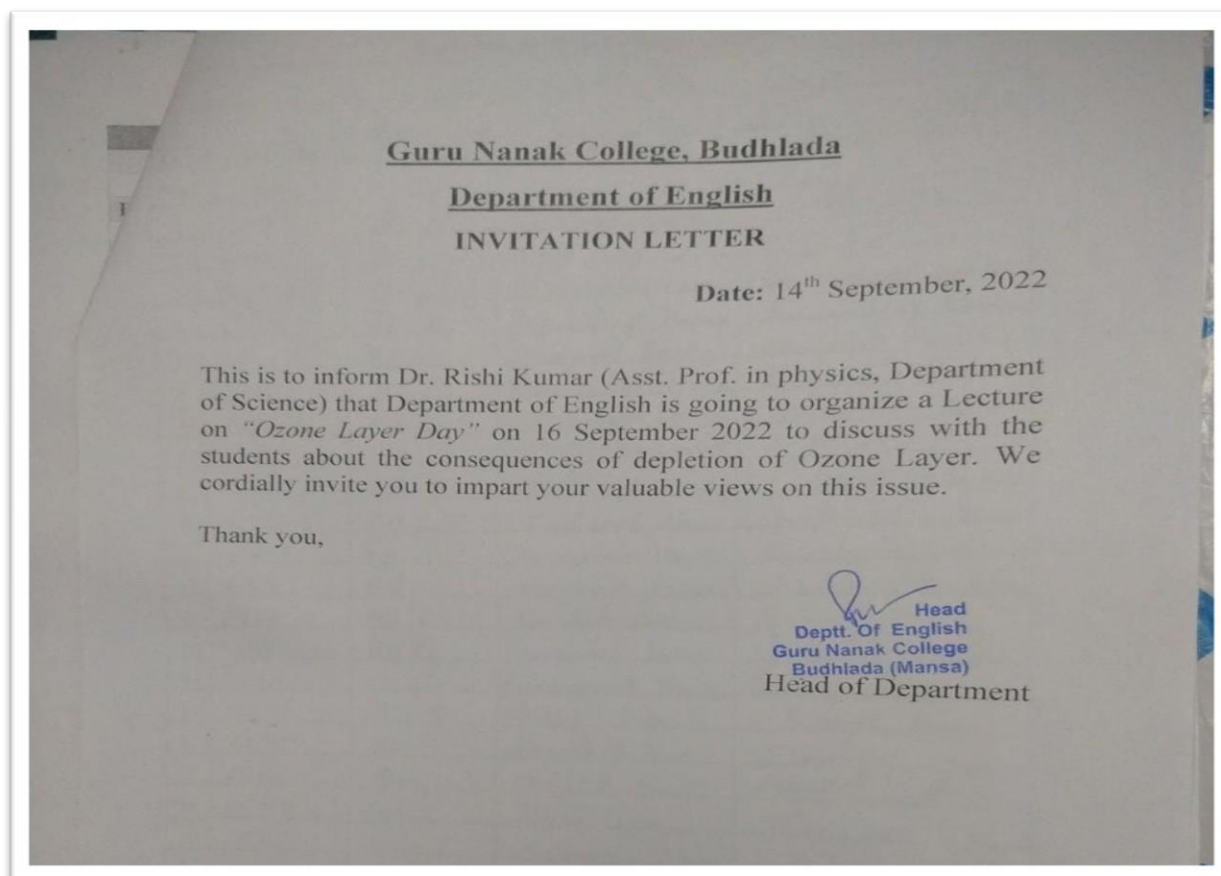 Guru Nanak College, Budhlada
Department of English
INVITATION LETTER
Date: 14th September, 2022
This is to inform Dr. Rishi Kumar (Asst. Prof. in physics, Department
of Science) that Department of English is going to organize a Lecture
on “Ozone Layer Day” on 16 September 2022 to discuss with the
students about the consequences of depletion of Ozone Layer. We
cordially invite you to impart your valuable views on this issue.
Thank you,
Head
Deptt. Of English
Guru Nanak College
Budhlada (Mansa)
Head of Department